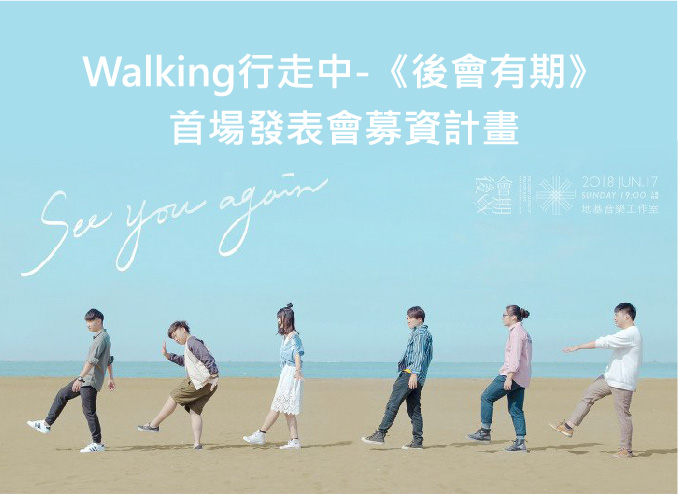 Walking行走中-《後會有期》
首場發表會募資計畫
See you again
後會有期
2018 JUN.17
SUNDAY 19:00
地基音樂工作室